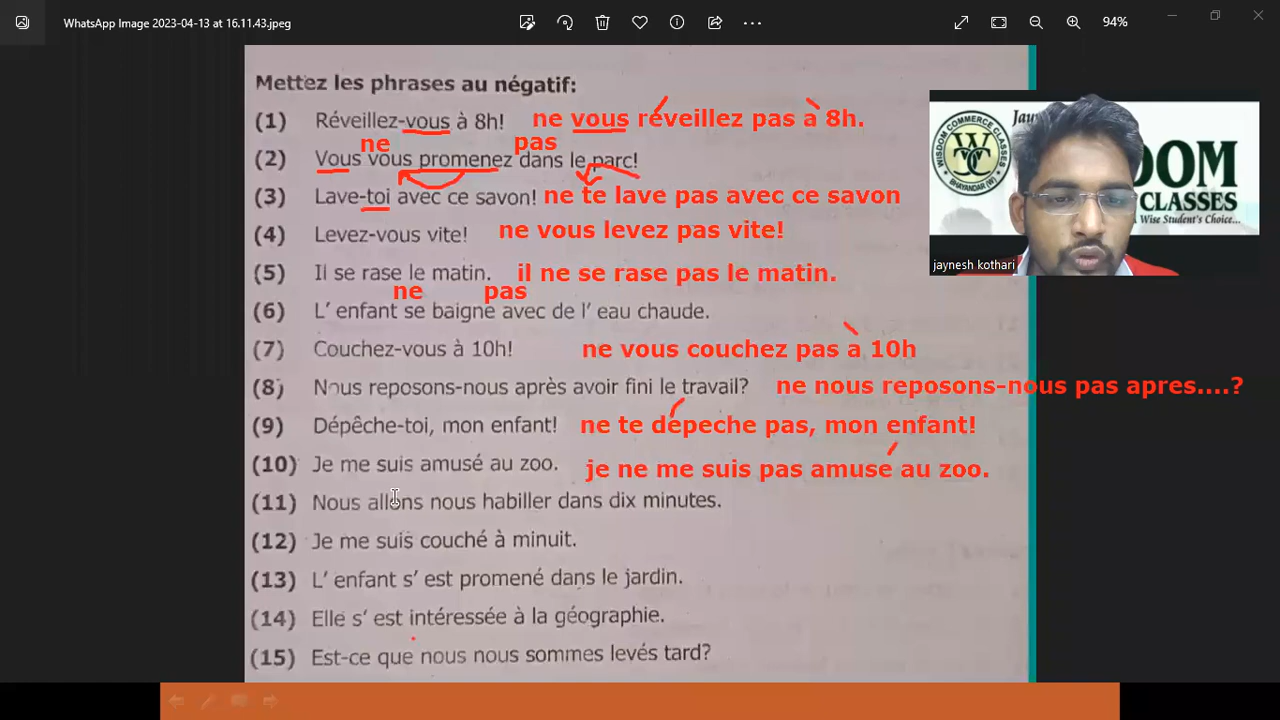 WhatsApp Image 2023-04-13 at 16.11.43.jpeg
94%
Mettez les phrases au négatif:
(1) Réveillez-vous à 8h! ne vous réveillez pas à 8h.
ne pas
(2) Vous vous promenez dans le parc!
(3) Lave-toi avec ce savon! ne te lave pas avec ce savon
(4) Levez-vous vite! ne vous levez pas vite!
(5) Il se rase le matin. il ne se rase pas le matin.
ne pas
(6) L' enfant se baigne avec de l' eau chaude.
(7) Couchez-vous à 10h! ne vous couchez pas à 10h
(8) Nous reposons-nous après avoir fini le travail? ne nous reposons-nous pas apres....?
(9) Dépêche-toi, mon enfant! ne te dépeche pas, mon enfant!
(10) Je me suis amusé au zoo. je ne me suis pas amusé au zoo.
(11) Nous allons nous habiller dans dix minutes.
(12) Je me suis couché à minuit.
(13) L' enfant s' est promené dans le jardin.
(14) Elle s' est intéressée à la géographie.
(15) Est-ce que nous nous sommes levés tard?
WISDOM COMMERCE CLASSES
BHAYANDAR (W)
DOM
CLASSES
Wise Student's Choice...
jaynesh kothari